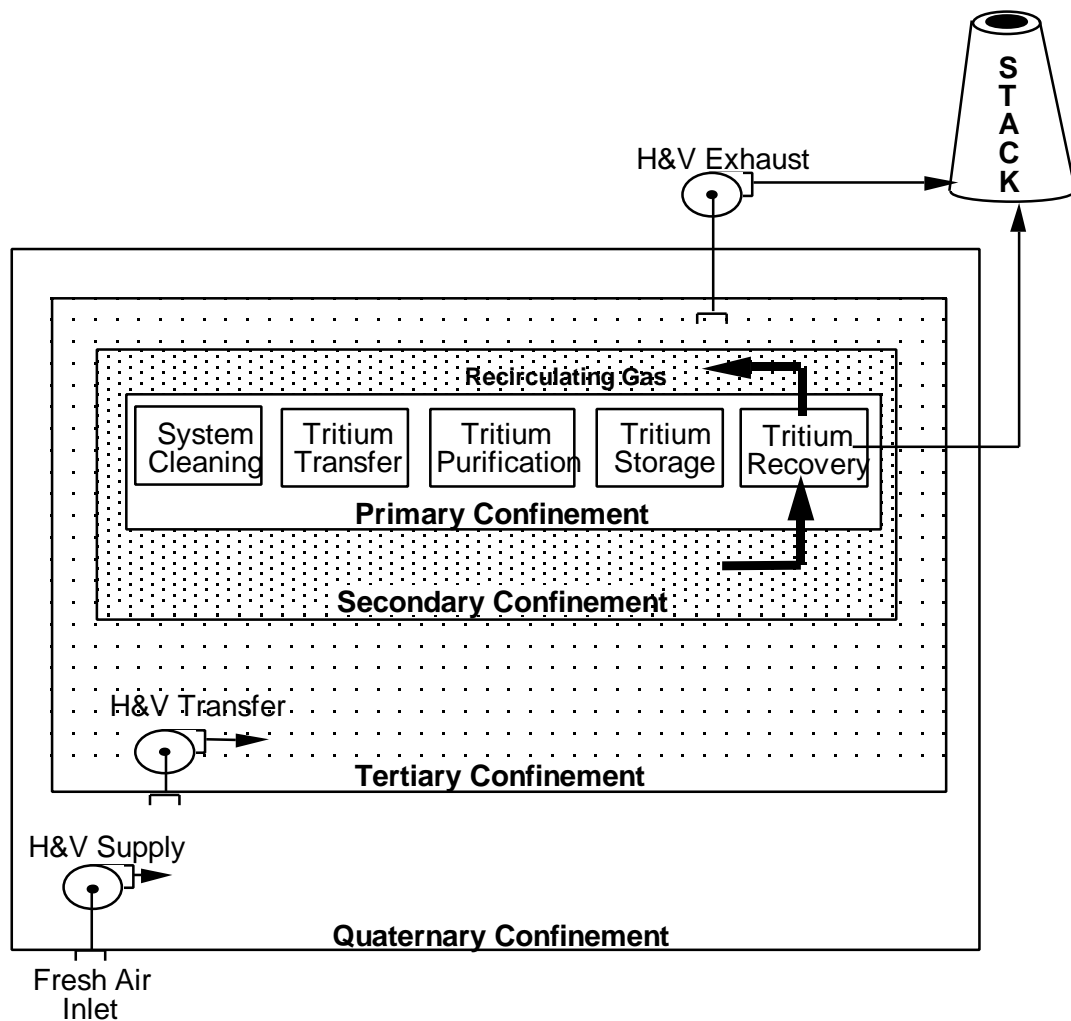 S
T
A
C
K
H&V Exhaust
Recirculating Gas
System
Cleaning
Tritium
Transfer
Tritium
Purification
Tritium
Storage
Tritium
Recovery
Primary Confinement
Secondary Confinement
H&V Transfer
Tertiary Confinement
H&V Supply
Quaternary Confinement
Fresh Air
Inlet